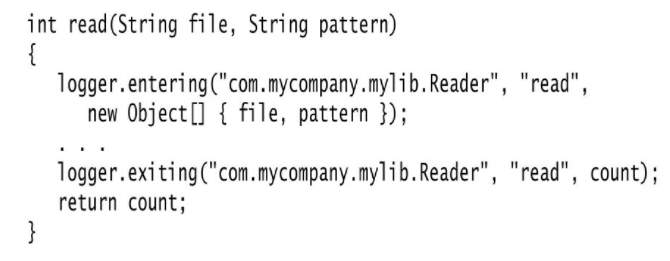 int read(String file, String pattern)
{
   logger.entering("com.mycompany.mylib.Reader", "read",
      new Object[] { file, pattern });
   . . .
   logger.exiting("com.mycompany.mylib.Reader", "read", count);
   return count;
}